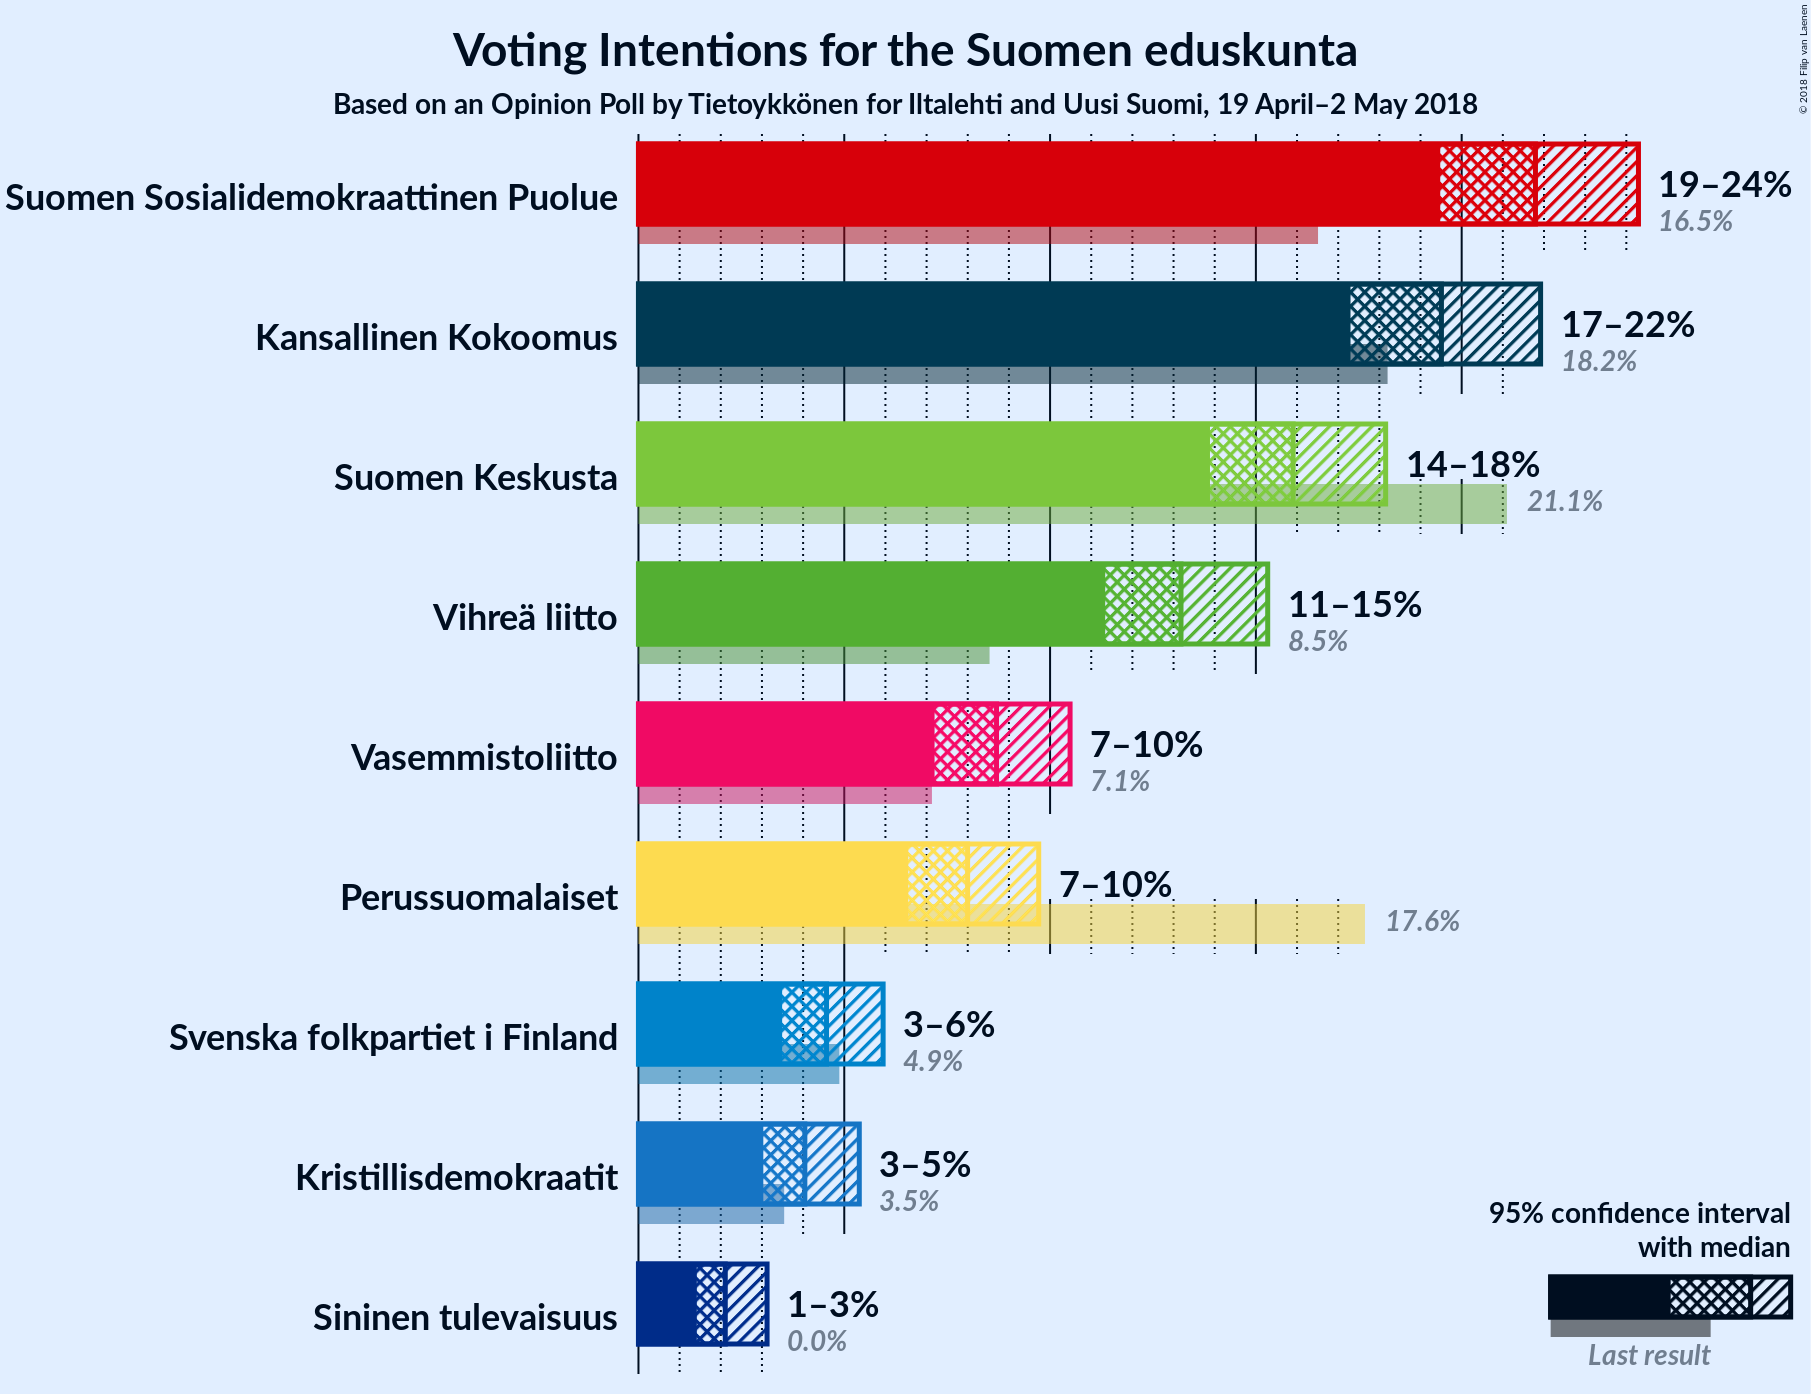 Voting Intentions for the Suomen eduskunta
Based on an Opinion Poll by Tietoykkönen for Iltalehti and Uusi Suomi, 19 April–2 May 2018
© 2018 Filip van Laenen
Suomen Sosialidemokraattinen Puolue
19–24%
16.5%
Kansallinen Kokoomus
17–22%
18.2%
Suomen Keskusta
14–18%
21.1%
Vihreä liitto
11–15%
8.5%
Vasemmistoliitto
7–10%
7.1%
Perussuomalaiset
7–10%
17.6%
Svenska folkpartiet i Finland
3–6%
4.9%
Kristillisdemokraatit
3–5%
3.5%
Sininen tulevaisuus
1–3%
0.0%
95% confidence interval
with median
Last result